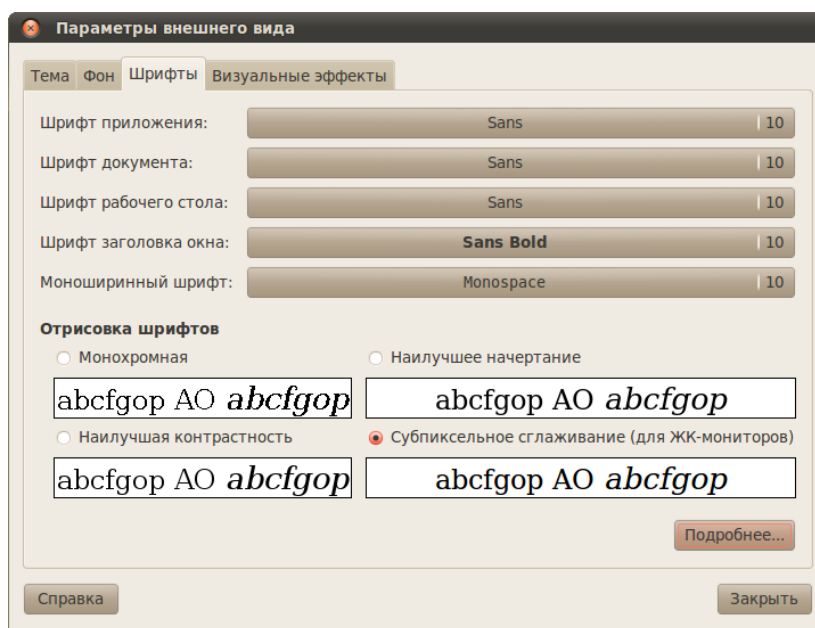 Параметры внешнего вида
Тема Фон Шрифты Визуальные эффекты
Шрифт приложения: Sans 10
Шрифт документа: Sans 10
Шрифт рабочего стола: Sans 10
Шрифт заголовка окна: Sans Bold 10
Моноширинный шрифт: Monospace 10
Отрисовка шрифтов
Монохромная Наилучшее начертание
abcfgop AO abcfgop abcfgop AO abcfgop
Наилучшая контрастность Субпиксельное сглаживание (для ЖК-мониторов)
abcfgop AO abcfgop abcfgop AO abcfgop
Подробнее...
Справка Закрыть